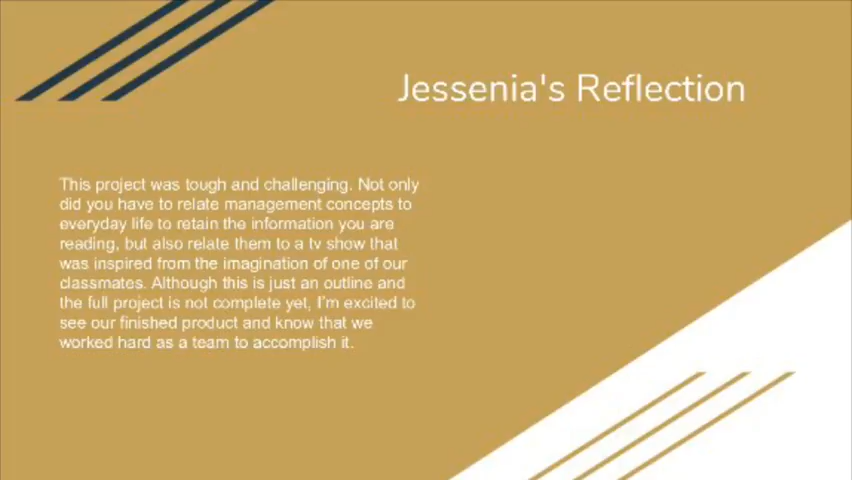 Jessenia's Reflection
This project was tough and challenging. Not only
did you have to relate management concepts to
everyday life to retain the information you are
reading, but also relate them to a tv show that
was inspired from the imagination of one of our
classmates. Although this is just an outline and
the full project is not complete yet, I'm excited to
see our finished product and know that we
worked hard as a team to accomplish it.